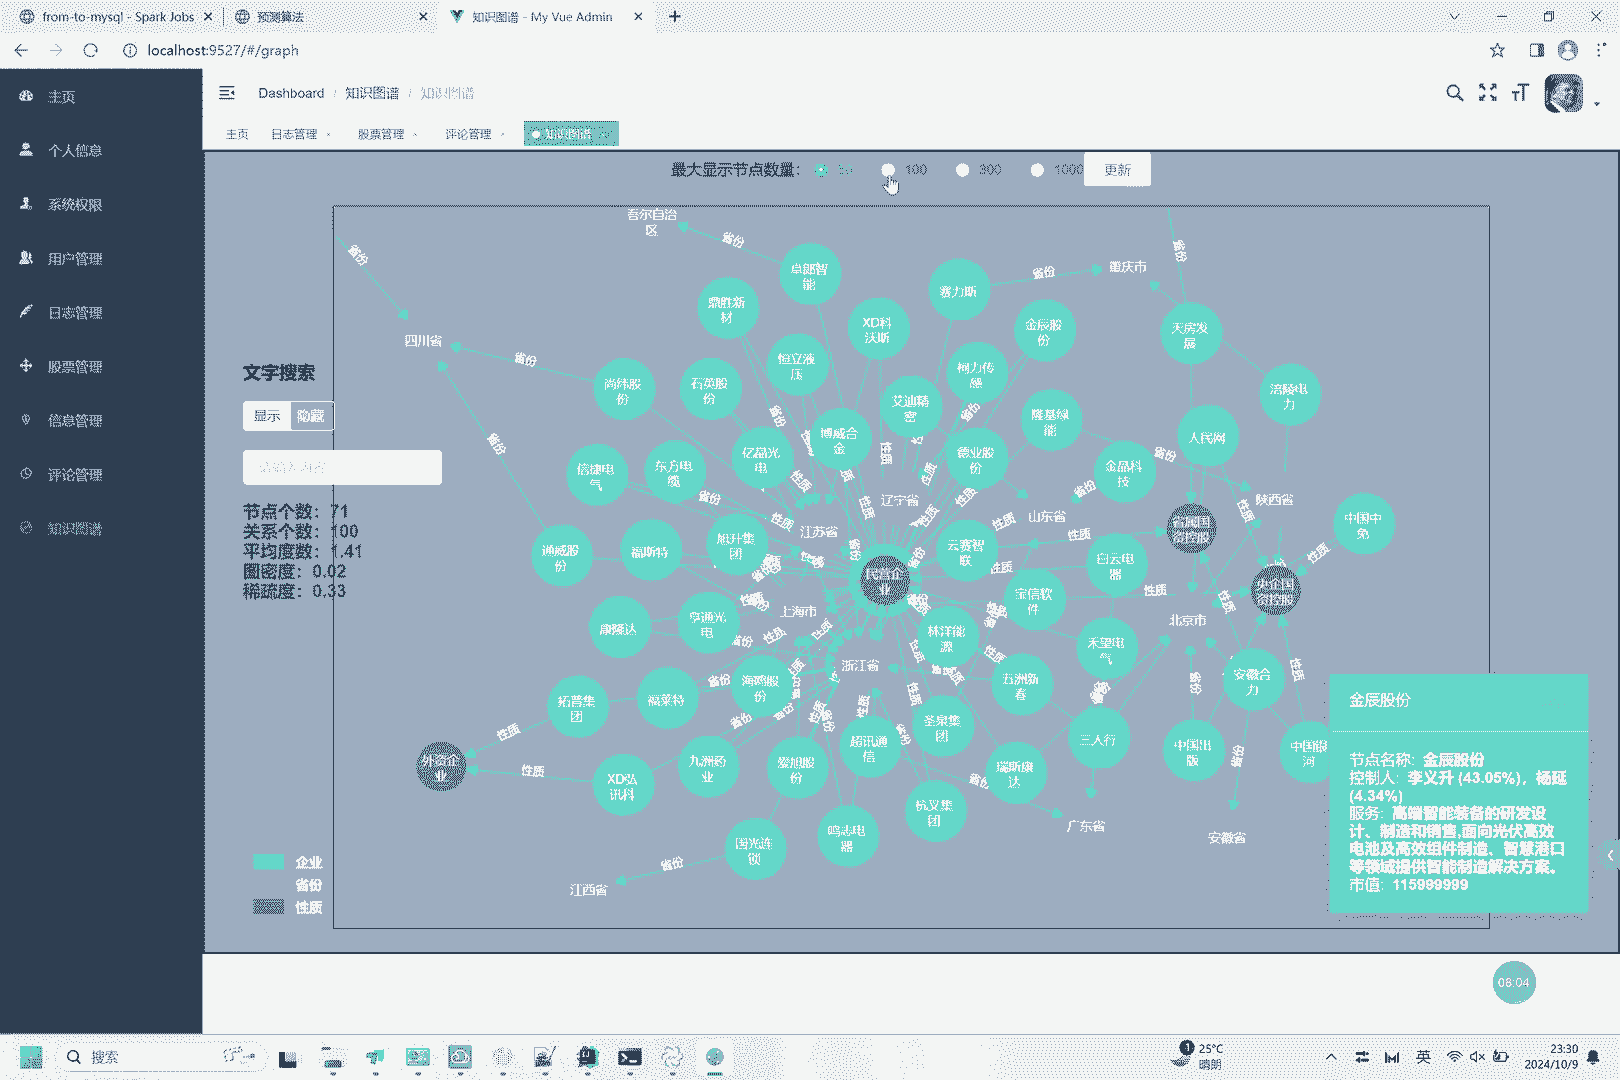 from-to-mysql - Spark Jobs
预测算法
知识图谱 - My Vue Admin
localhost:9527/#/graph
主页
个人信息
系统权限
用户管理
日志管理
股票管理
信息管理
评论管理
知识图谱
Dashboard / 知识图谱 / 知识图谱
主页
日志管理
股票管理
评论管理
知识图谱
最大显示节点数量:
50
100
300
1000
更新
文字搜索
显示
隐藏
请输入内容
节点个数: 71
关系个数: 100
平均度数: 1.41
图密度: 0.02
稀疏度: 0.33
企业
省份
性质
吾尔自治
区
省份
省份
省份
省份
卓郎智
能
赛力斯
重庆市
鼎胜新
材
XD科
沃斯
金辰股
份
天房发
展
四川省
省份
恒立液
压
柯力传
感
尚纬股
份
石英股
份
艾迪精
密
隆基绿
能
涪陵电
力
博威合
金
人民网
省份
亿晶光
电
德业股
份
金晶科
技
信捷电
气
东方电
缆
辽宁省
山东省
陕西省
省属国
资控股
中国中
免
江苏省
通威股
份
福斯特
旭升集
团
云赛智
联
白云电
器
民营企
业
央企国
资控股
宝信软
件
上海市
北京市
康隆达
亨通光
电
林洋能
源
禾望电
气
浙江省
安徽合
力
海鸥股
份
五洲新
春
拓普集
团
福莱特
圣泉集
团
三人行
中国出
版
超讯通
信
外资企
业
性质
性质
九洲药
业
爱旭股
份
瑞斯康
达
XD弘
讯科
杭叉集
团
鸣志电
器
国光连
锁
广东省
安徽省
江西省
省份
金辰股份
节点名称: 金辰股份
控制人: 李义升 (43.05%), 杨延
(4.34%)
服务: 高端智能装备的研发设
计、制造和销售,面向光伏高效
电池及高效组件制造、智慧港口
等领域提供智能制造解决方案。
市值: 115999999
08:04
搜索
1
25°C
晴朗
英
23:30
2024/10/9